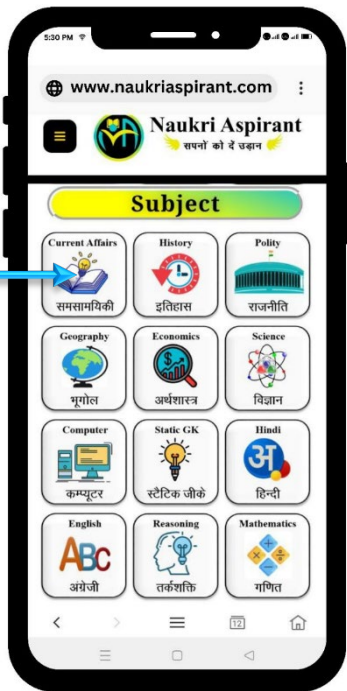 5:30 PM
www.naukriaspirant.com
Naukri Aspirant
सपनों को दें उड़ान
Subject
Current Affairs
समसामयिकी
History
इतिहास
Polity
राजनीति
Geography
भूगोल
Economics
अर्थशास्त्र
Science
विज्ञान
Computer
कम्प्यूटर
Static GK
स्टैटिक जीके
Hindi
अ
हिन्दी
English
ABC
अंग्रेजी
Reasoning
तर्कशक्ति
Mathematics
गणित
12